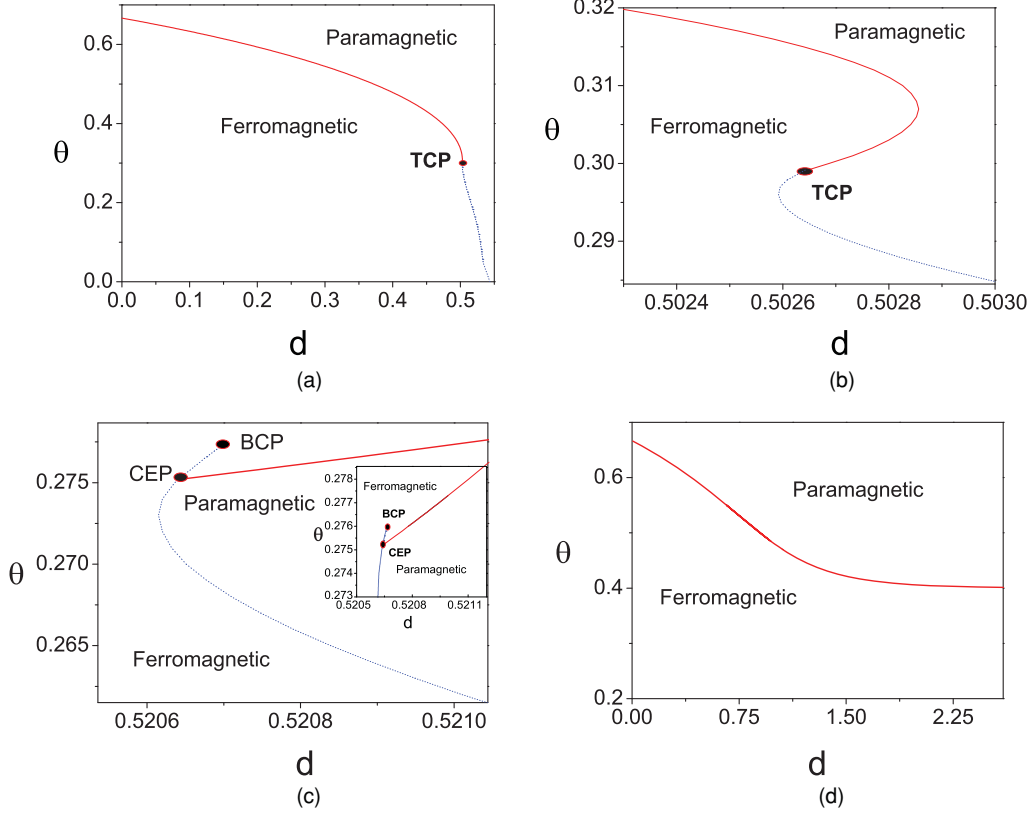 0.6
0.4
0.2
0.0
θ
Paramagnetic
Ferromagnetic
TCP
0.0 0.1 0.2 0.3 0.4 0.5
d
(a)
0.32
0.31
0.30
0.29
θ
Paramagnetic
Ferromagnetic
TCP
0.5024 0.5026 0.5028 0.5030
d
(b)
0.275
0.270
0.265
θ
BCP
CEP
Paramagnetic
Ferromagnetic
0.278
0.277
0.276
0.275
0.274
0.273
θ
Ferromagnetic
BCP
CEP
Paramagnetic
0.5205 0.5208 0.5211
d
0.5206 0.5208 0.5210
d
(c)
0.6
0.4
0.2
θ
Paramagnetic
Ferromagnetic
0.00 0.75 1.50 2.25
d
(d)